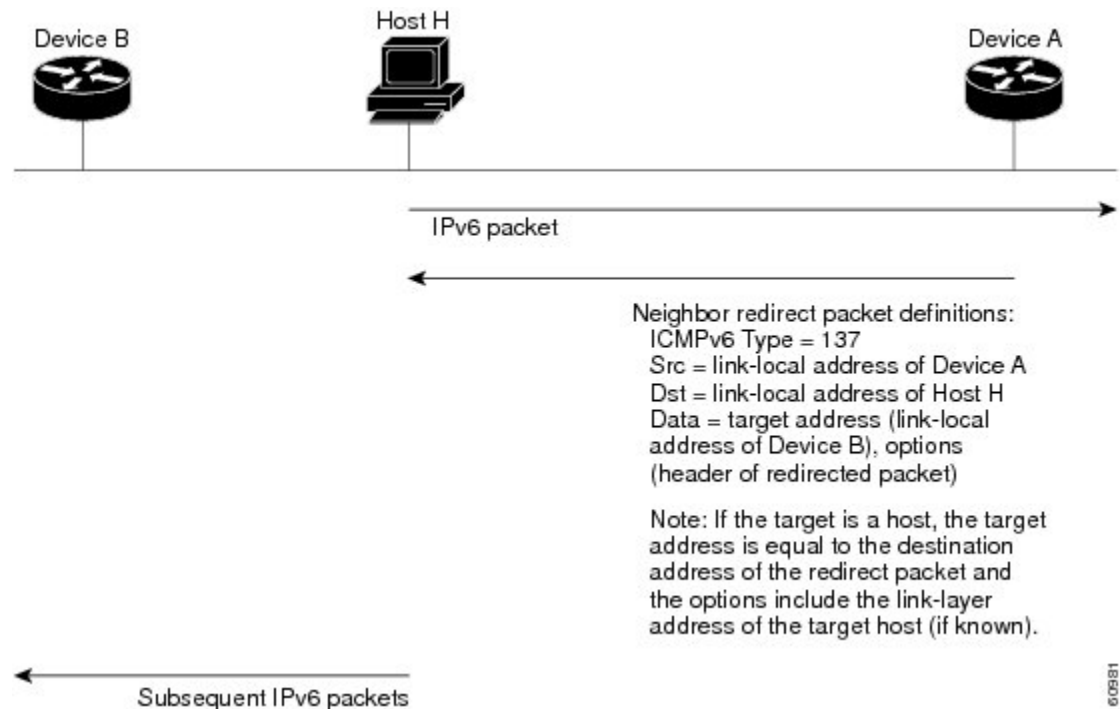 Host H
Device B
Device A
IPv6 packet
Neighbor redirect packet definitions:
ICMPv6 Type = 137
Src = link-local address of Device A
Dst = link-local address of Host H
Data = target address (link-local
address of Device B), options
(header of redirected packet)
Note: If the target is a host, the target
address is equal to the destination
address of the redirect packet and
the options include the link-layer
address of the target host (if known).
Subsequent IPv6 packets
60981